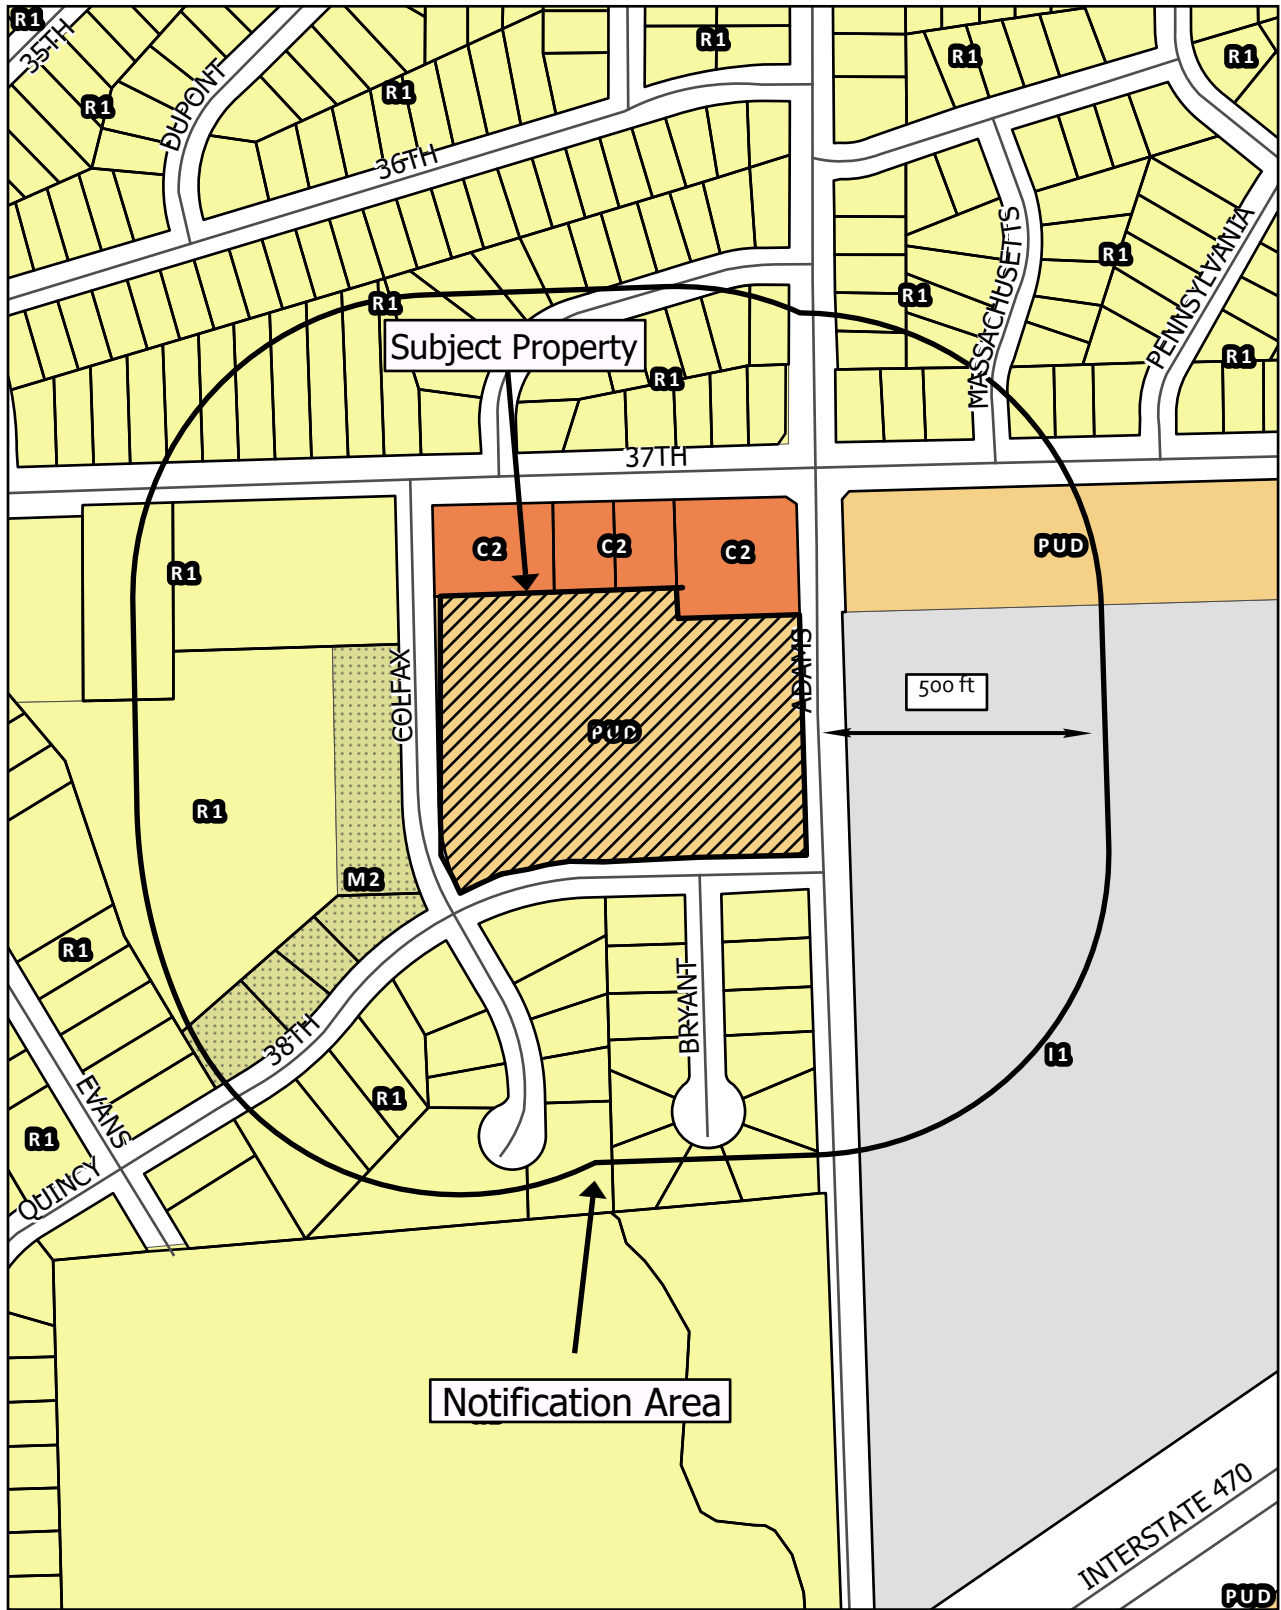 R1
35TH
R1
DUPONT
R1
36TH
R1
R1
R1
MASSACHUSETTS
R1
PENNSYLVANIA
R1
R1
R1
Subject Property
R1
37TH
C2
C2
C2
PUD
R1
COLFAX
ADAMS
500 ft
PUD
R1
M2
R1
BRYANT
38TH
I1
R1
EVANS
R1
QUINCY
Notification Area
INTERSTATE 470
PUD